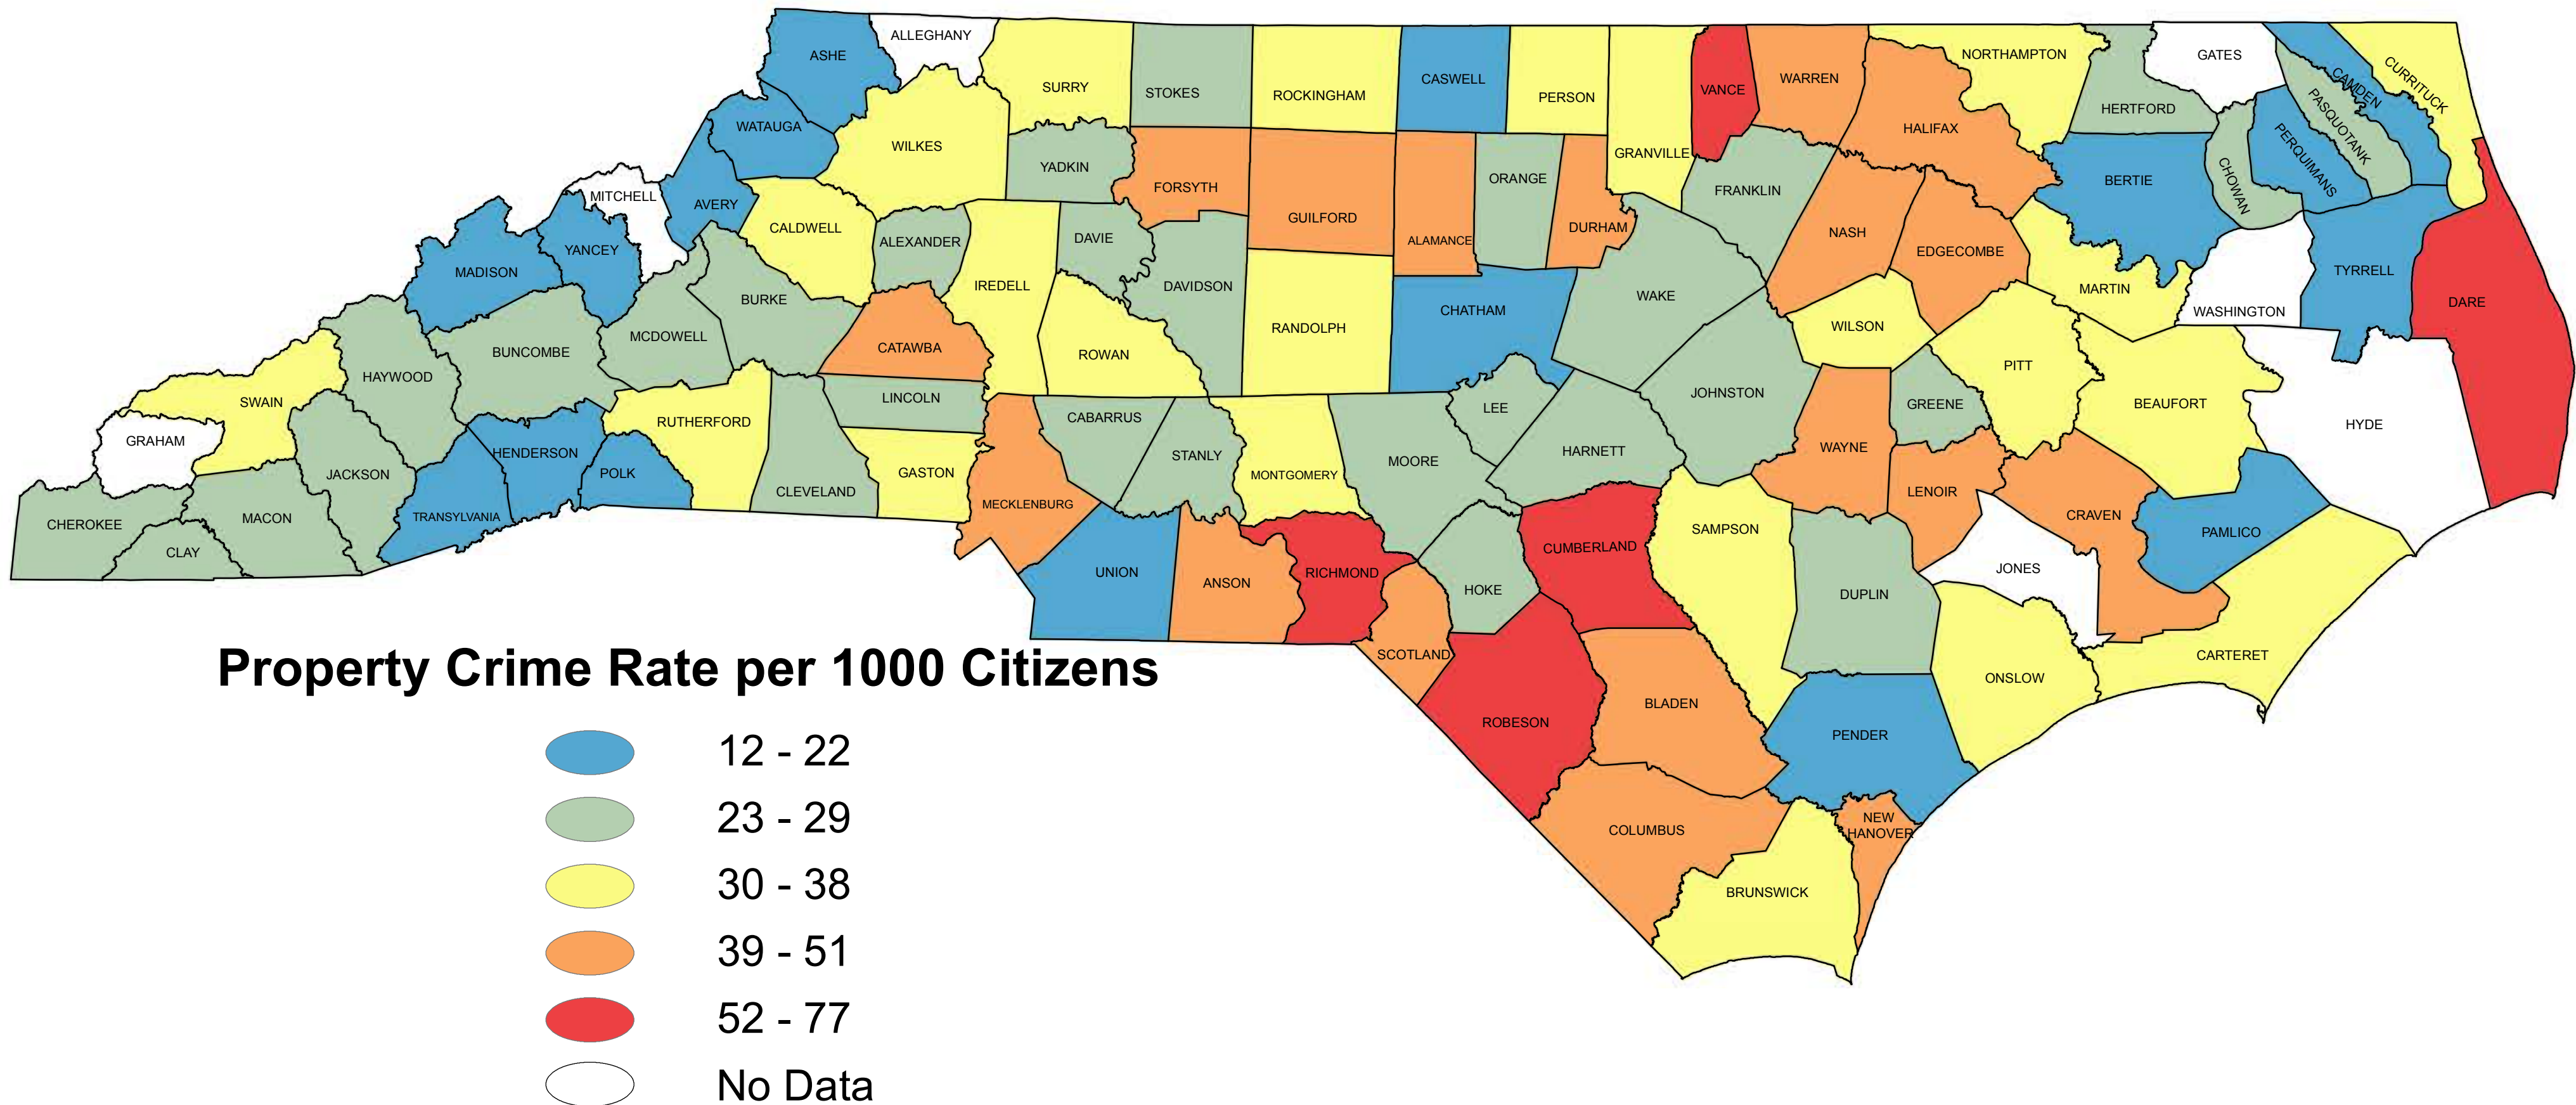 ALLEGHANY
ASHE
SURRY
STOKES
ROCKINGHAM
CASWELL
PERSON
VANCE
WARREN
NORTHAMPTON
GATES
CAMDEN
CURRITUCK
HERTFORD
PASQUOTANK
PERQUIMANS
CHOWAN
WATAUGA
WILKES
YADKIN
FORSYTH
GUILFORD
ALAMANCE
ORANGE
DURHAM
GRANVILLE
FRANKLIN
HALIFAX
BERTIE
MITCHELL
AVERY
CALDWELL
ALEXANDER
IREDELL
DAVIE
DAVIDSON
NASH
EDGECOMBE
MARTIN
WASHINGTON
TYRRELL
DARE
MADISON
YANCEY
BURKE
MCDOWELL
BUNCOMBE
HAYWOOD
CATAWBA
ROWAN
RANDOLPH
CHATHAM
WAKE
WILSON
PITT
BEAUFORT
HYDE
SWAIN
GRAHAM
JACKSON
RUTHERFORD
LINCOLN
CABARRUS
STANLY
MONTGOMERY
MOORE
LEE
HARNETT
JOHNSTON
GREENE
WAYNE
LENOIR
CRAVEN
PAMLICO
HENDERSON
POLK
CLEVELAND
GASTON
MECKLENBURG
CHEROKEE
CLAY
MACON
TRANSYLVANIA
UNION
ANSON
RICHMOND
SCOTLAND
HOKE
CUMBERLAND
SAMPSON
DUPLIN
JONES
ONSLOW
CARTERET
ROBESON
BLADEN
PENDER
COLUMBUS
BRUNSWICK
NEW
HANOVER
Property Crime Rate per 1000 Citizens
12 - 22
23 - 29
30 - 38
39 - 51
52 - 77
No Data